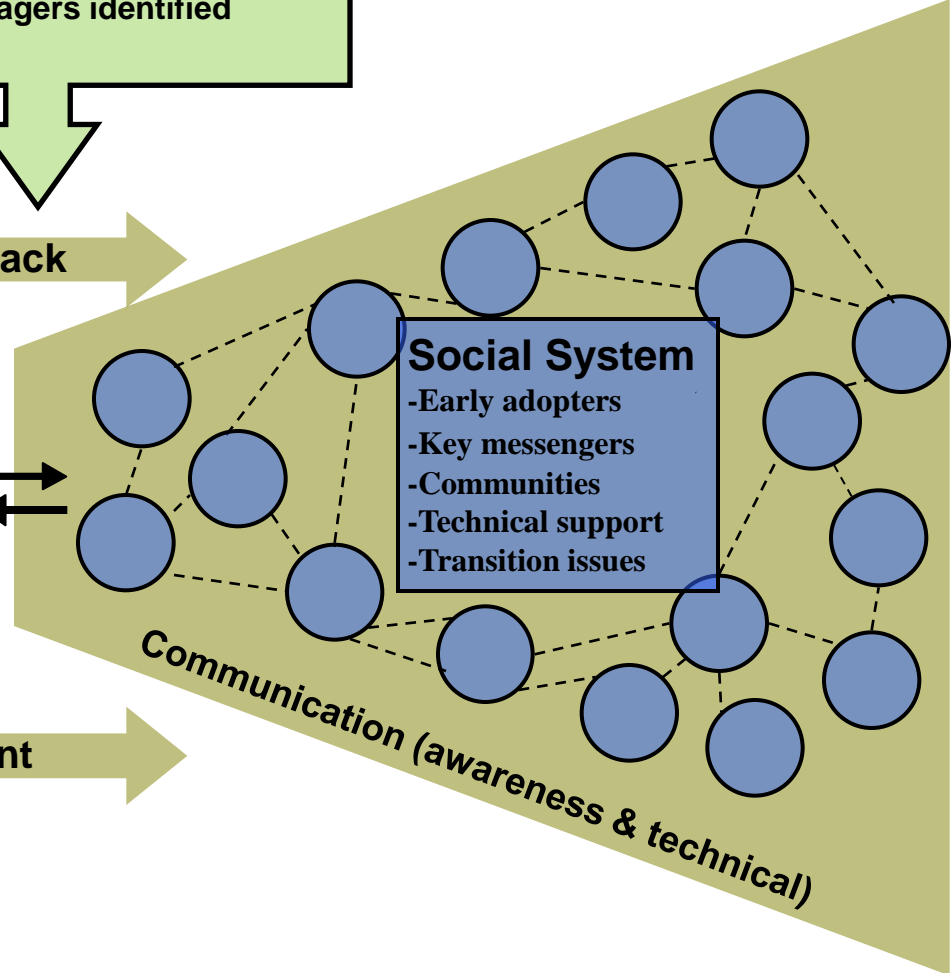 agers identified
ack
Social System
-Early adopters
-Key messengers
-Communities
-Technical support
-Transition issues
nt
Communication (awareness & technical)